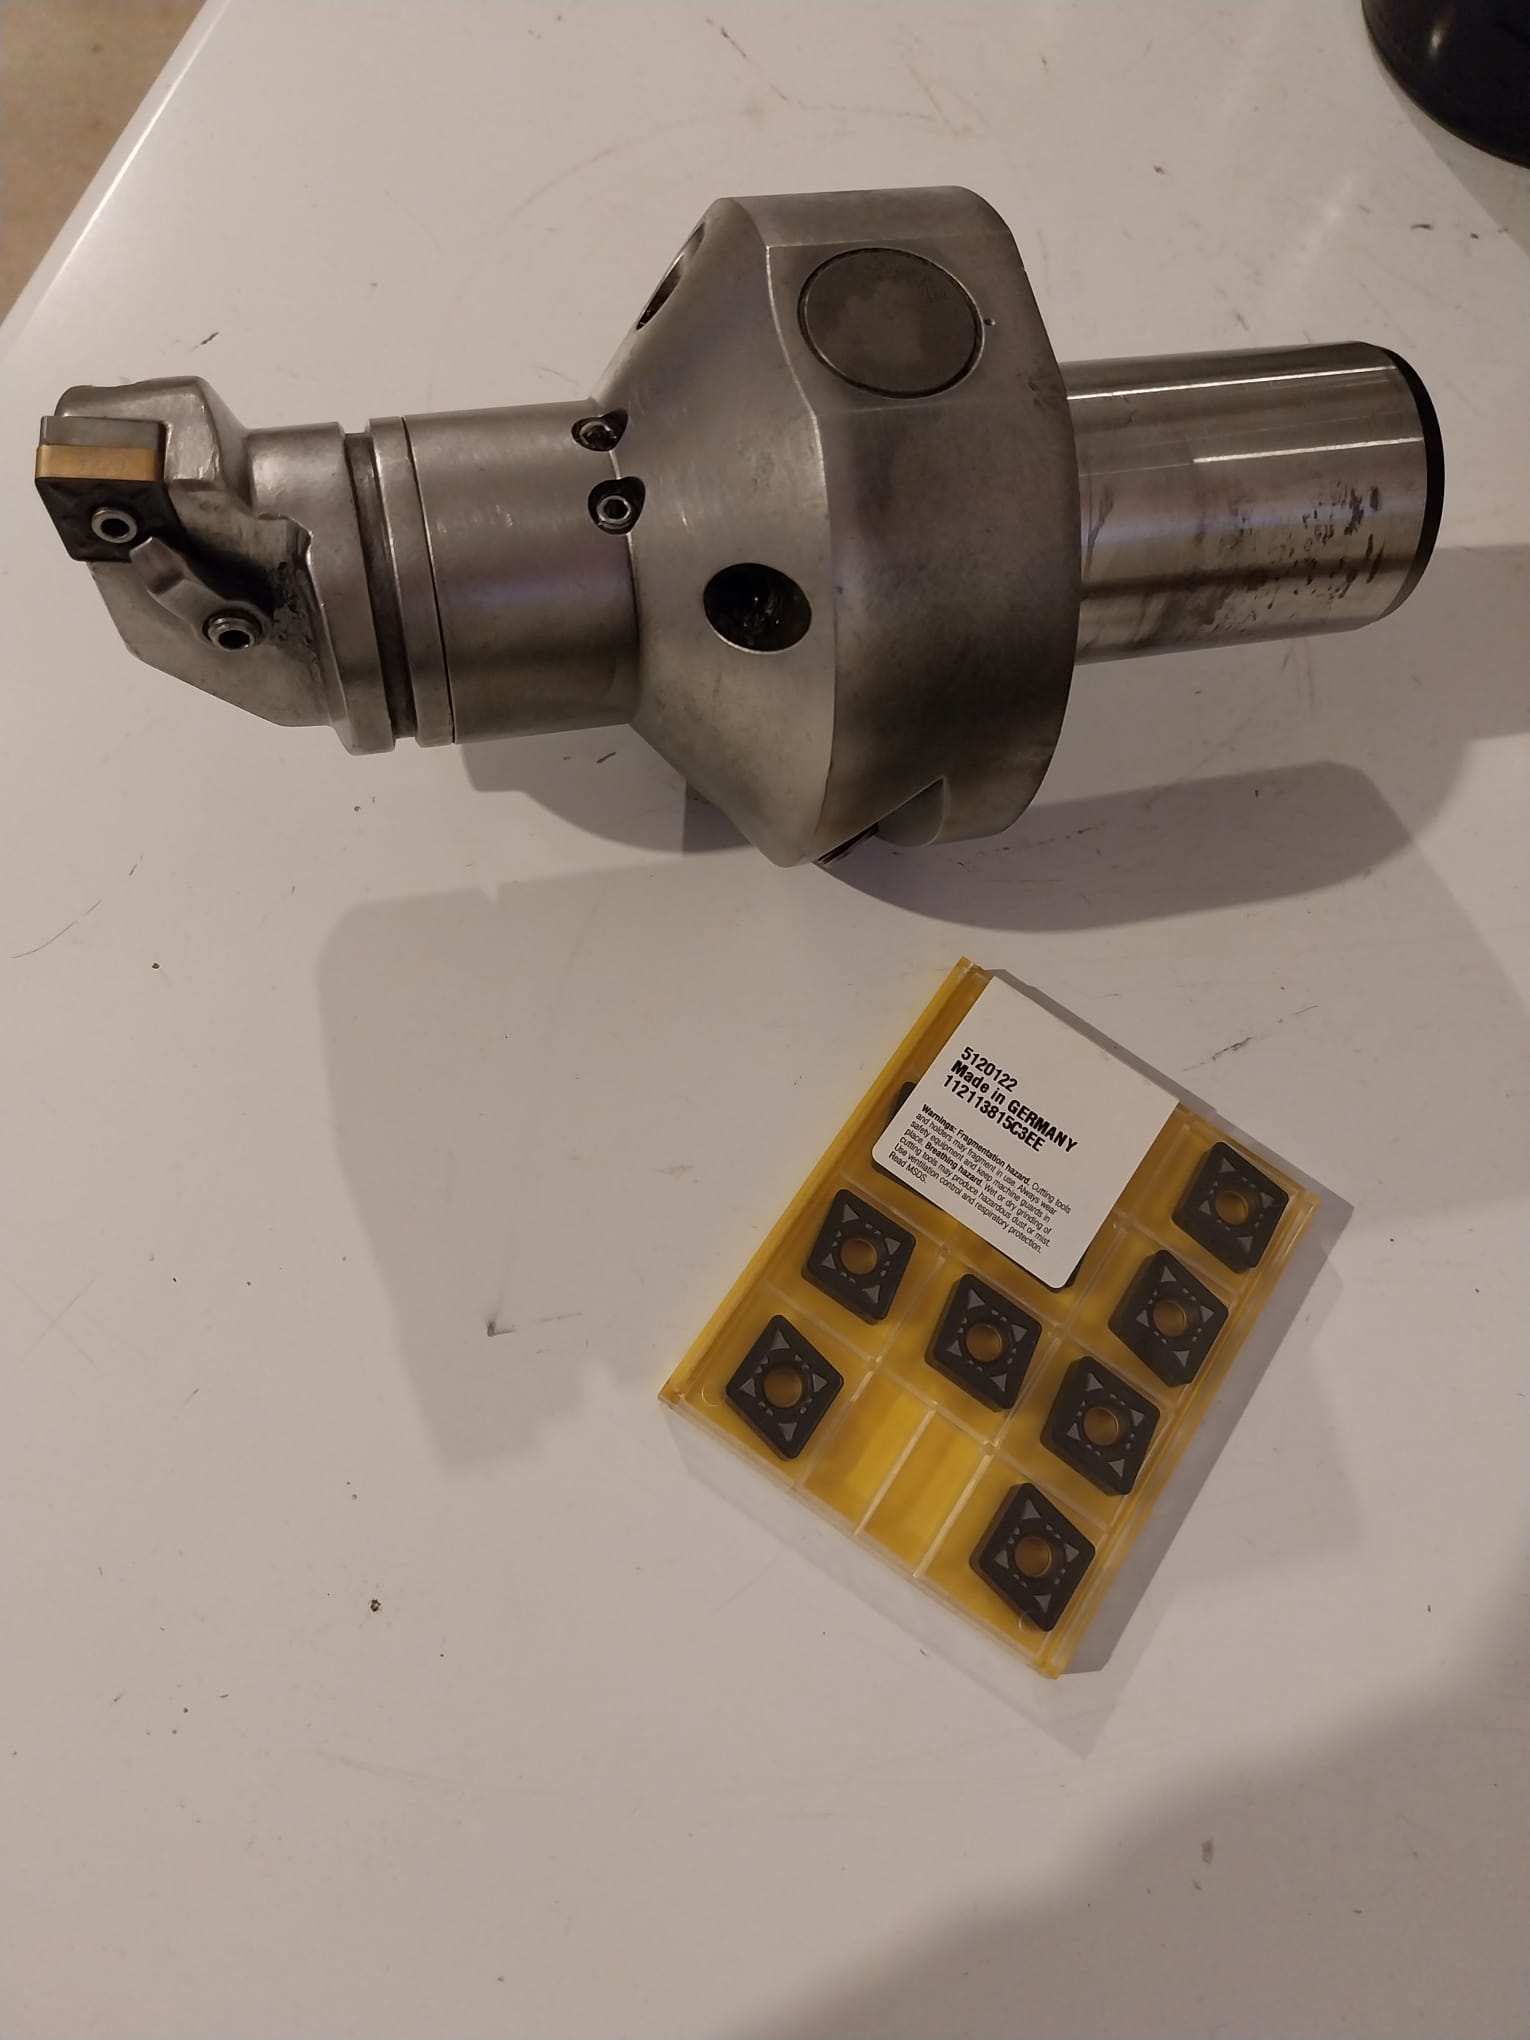 5120122
Made in GERMANY
112113815C3EE
Warnings: Fragmentation hazard. Cutting tools
and holders may fragment in use. Always wear
safety equipment and keep machine guards in
place. Breathing hazard. Wet or dry grinding of
cutting tools may produce hazardous dust or mist.
Use ventilation control and respiratory protection.
Read MSDS.